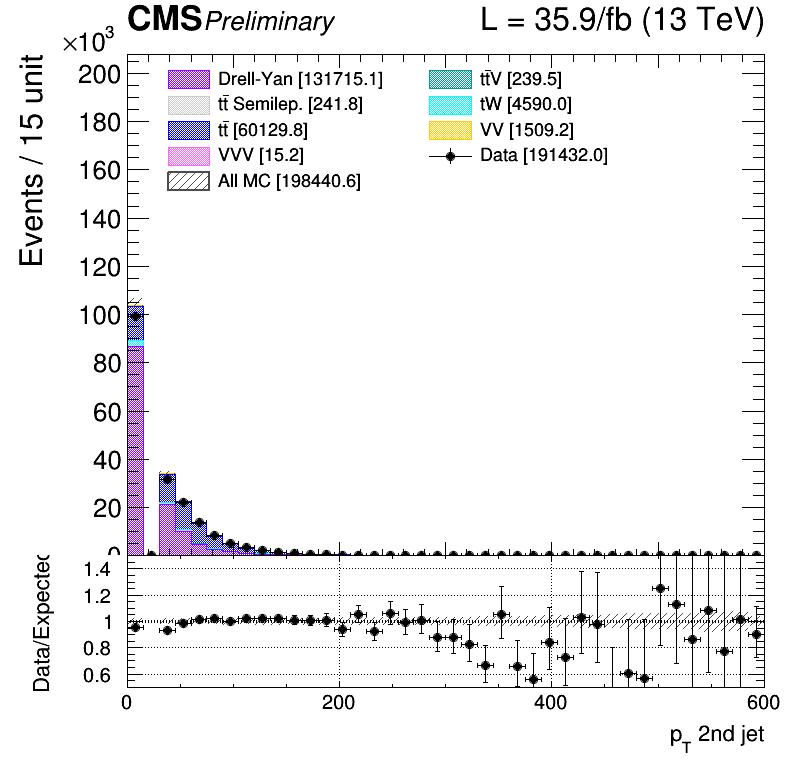 CMS Preliminary L = 35.9/fb (13 TeV)
×10³
Events / 15 unit
200
180
160
140
120
100
80
60
40
20
0
Drell-Yan [131715.1]
tt̄ Semilep. [241.8]
tt̄ [60129.8]
VVV [15.2]
All MC [198440.6]
tt̄V [239.5]
tW [4590.0]
VV [1509.2]
Data [191432.0]
Data/Expected
1.4
1.2
1
0.8
0.6
0 200 400 600
p_T 2nd jet